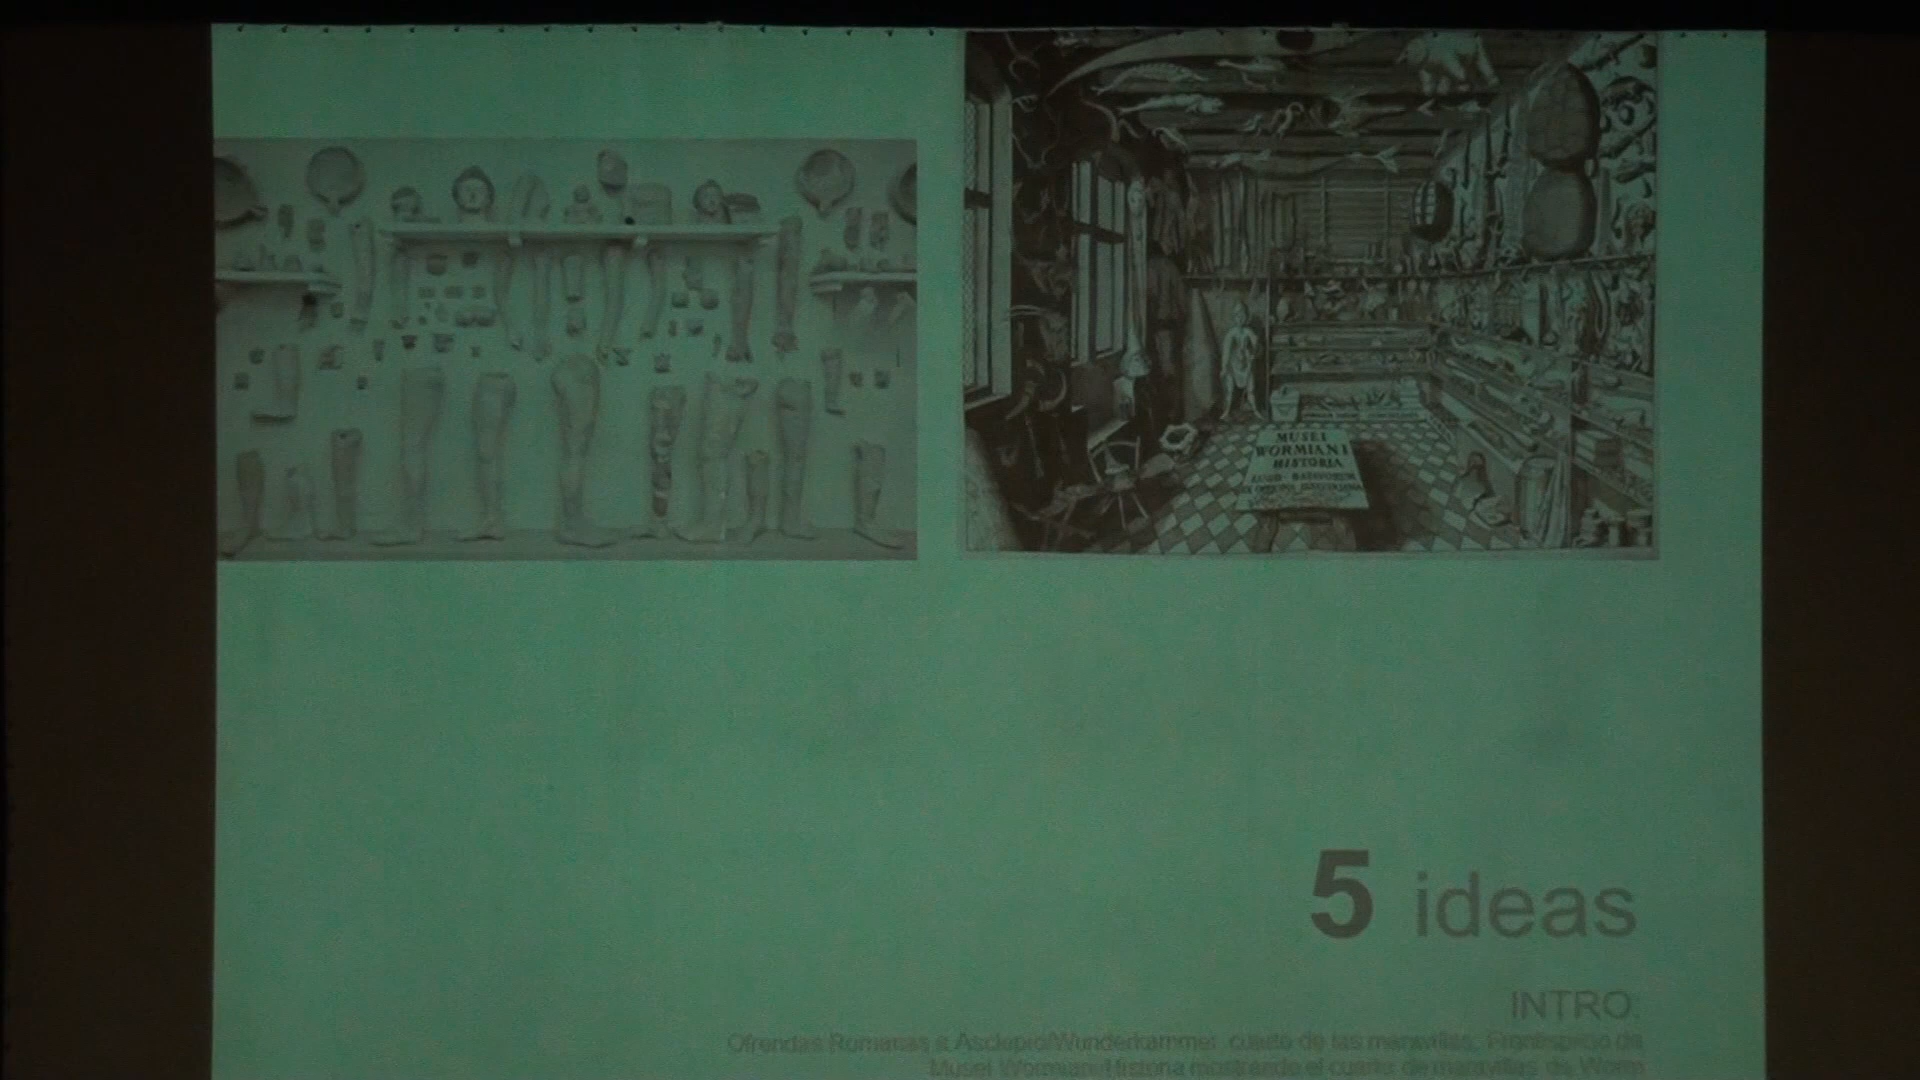 MUSEI
WORMIANI
HISTORIA
5 ideas
INTRO:
Ofrendas Romanas a Asclepio/Wunderkammer: cuarto de las maravillas; Frontispicio de
Musei Wormiani Historia mostrando el cuarto de maravillas de Worm